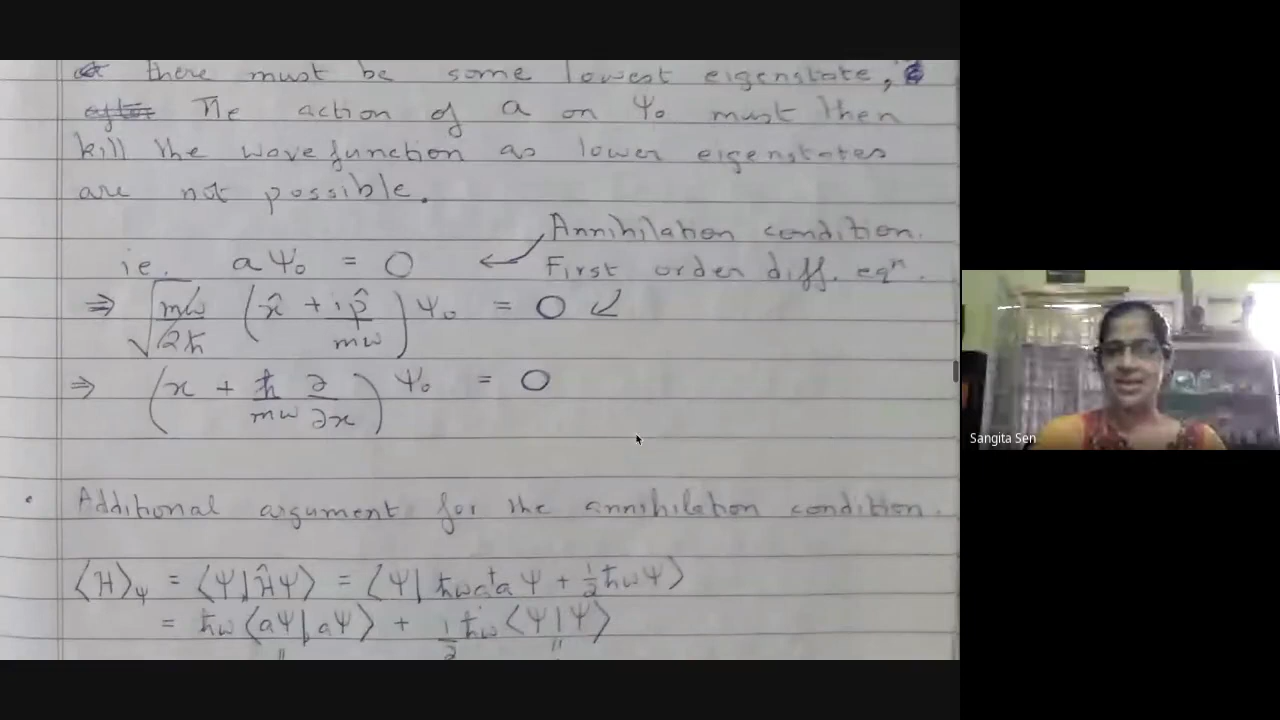 there must be some lowest eigenstate,
The action of a on Ψ₀ must then
kill the wavefunction as lower eigenstates
are not possible.
Annihilation condition.
ie. aΨ₀ = 0 ← First order diff. eqⁿ.
⇒ √(mω/2ħ) (x̂ + ip̂/mω) Ψ₀ = 0 ↙
⇒ (x + ħ/mω ∂/∂x) Ψ₀ = 0
Sangita Sen
• Additional argument for the annihilation condition.
⟨H⟩_Ψ = ⟨Ψ|ĤΨ⟩ = ⟨Ψ| ħωa†a Ψ + ½ħωΨ⟩
= ħω⟨aΨ|aΨ⟩ + ½ħω⟨Ψ|Ψ⟩